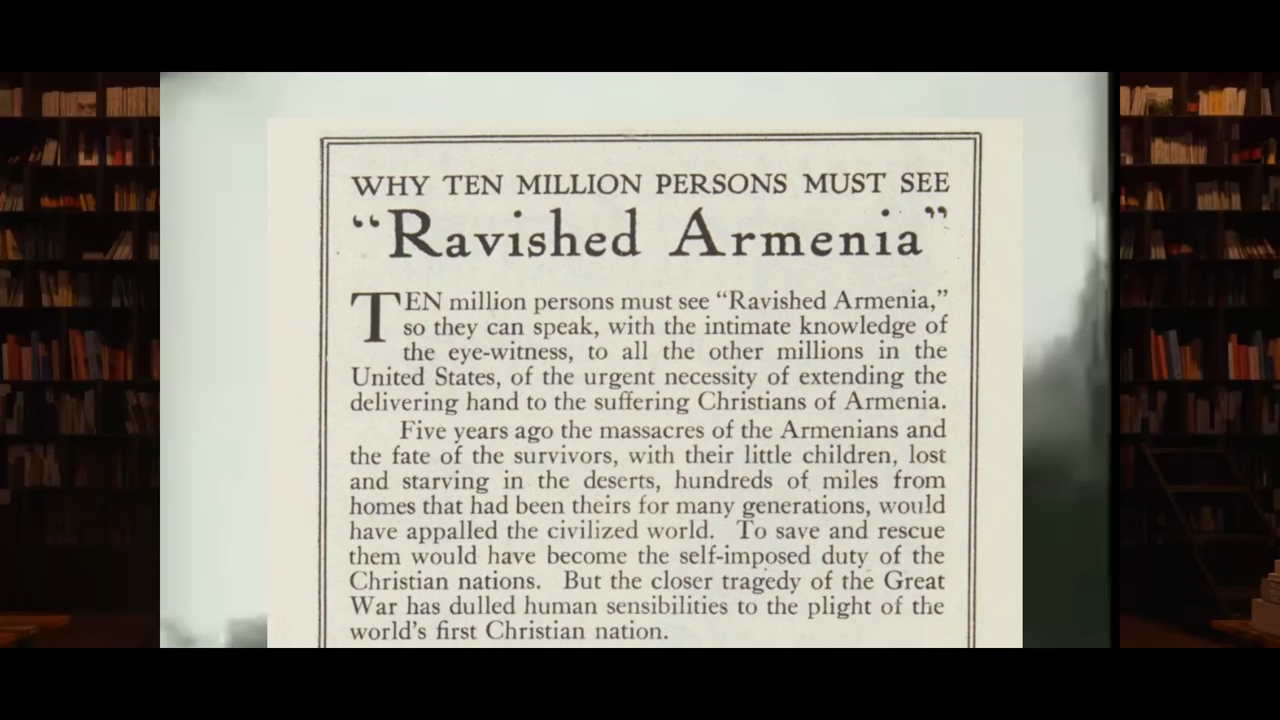 WHY TEN MILLION PERSONS MUST SEE
“Ravished Armenia”
TEN million persons must see “Ravished Armenia,”
so they can speak, with the intimate knowledge of
the eye-witness, to all the other millions in the
United States, of the urgent necessity of extending the
delivering hand to the suffering Christians of Armenia.
Five years ago the massacres of the Armenians and
the fate of the survivors, with their little children, lost
and starving in the deserts, hundreds of miles from
homes that had been theirs for many generations, would
have appalled the civilized world. To save and rescue
them would have become the self-imposed duty of the
Christian nations. But the closer tragedy of the Great
War has dulled human sensibilities to the plight of the
world’s first Christian nation.